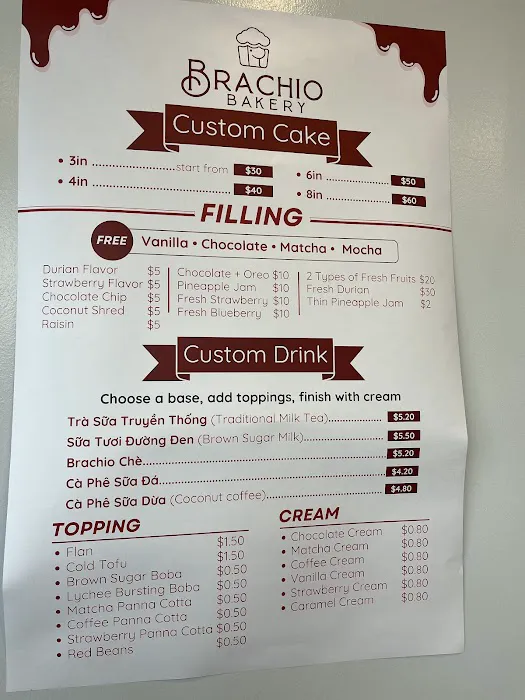 BRACHIO
BAKERY
Custom Cake
• 3in ........................start from $30
• 4in ........................................ $40
• 6in ........................... $50
• 8in ........................... $60
FILLING
FREE Vanilla • Chocolate • Matcha • Mocha
Durian Flavor $5
Strawberry Flavor $5
Chocolate Chip $5
Coconut Shred $5
Raisin $5
Chocolate + Oreo $10
Pineapple Jam $10
Fresh Strawberry $10
Fresh Blueberry $10
2 Types of Fresh Fruits $20
Fresh Durian $30
Thin Pineapple Jam $2
Custom Drink
Choose a base, add toppings, finish with cream
Trà Sữa Truyền Thống (Traditional Milk Tea)............... $5.20
Sữa Tươi Đường Đen (Brown Sugar Milk)..................... $5.50
Brachio Chè............................................................ $5.20
Cà Phê Sữa Đá........................................................ $4.20
Cà Phê Sữa Dừa (Coconut coffee).............................. $4.80
TOPPING
• Flan $1.50
• Cold Tofu $1.50
• Brown Sugar Boba $0.50
• Lychee Bursting Boba $0.50
• Matcha Panna Cotta $0.50
• Coffee Panna Cotta $0.50
• Strawberry Panna Cotta $0.50
• Red Beans $0.50
CREAM
• Chocolate Cream $0.80
• Matcha Cream $0.80
• Coffee Cream $0.80
• Vanilla Cream $0.80
• Strawberry Cream $0.80
• Caramel Cream $0.80